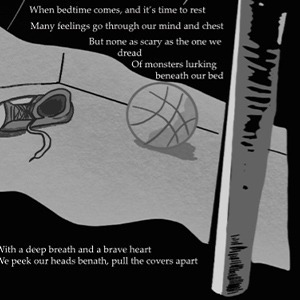 When bedtime comes, and it's time to rest
Many feelings go through our mind and chest
But none as scary as the one we
dread
Of monsters lurking
beneath our bed
With a deep breath and a brave heart
We peek our heads benath, pull the covers apart